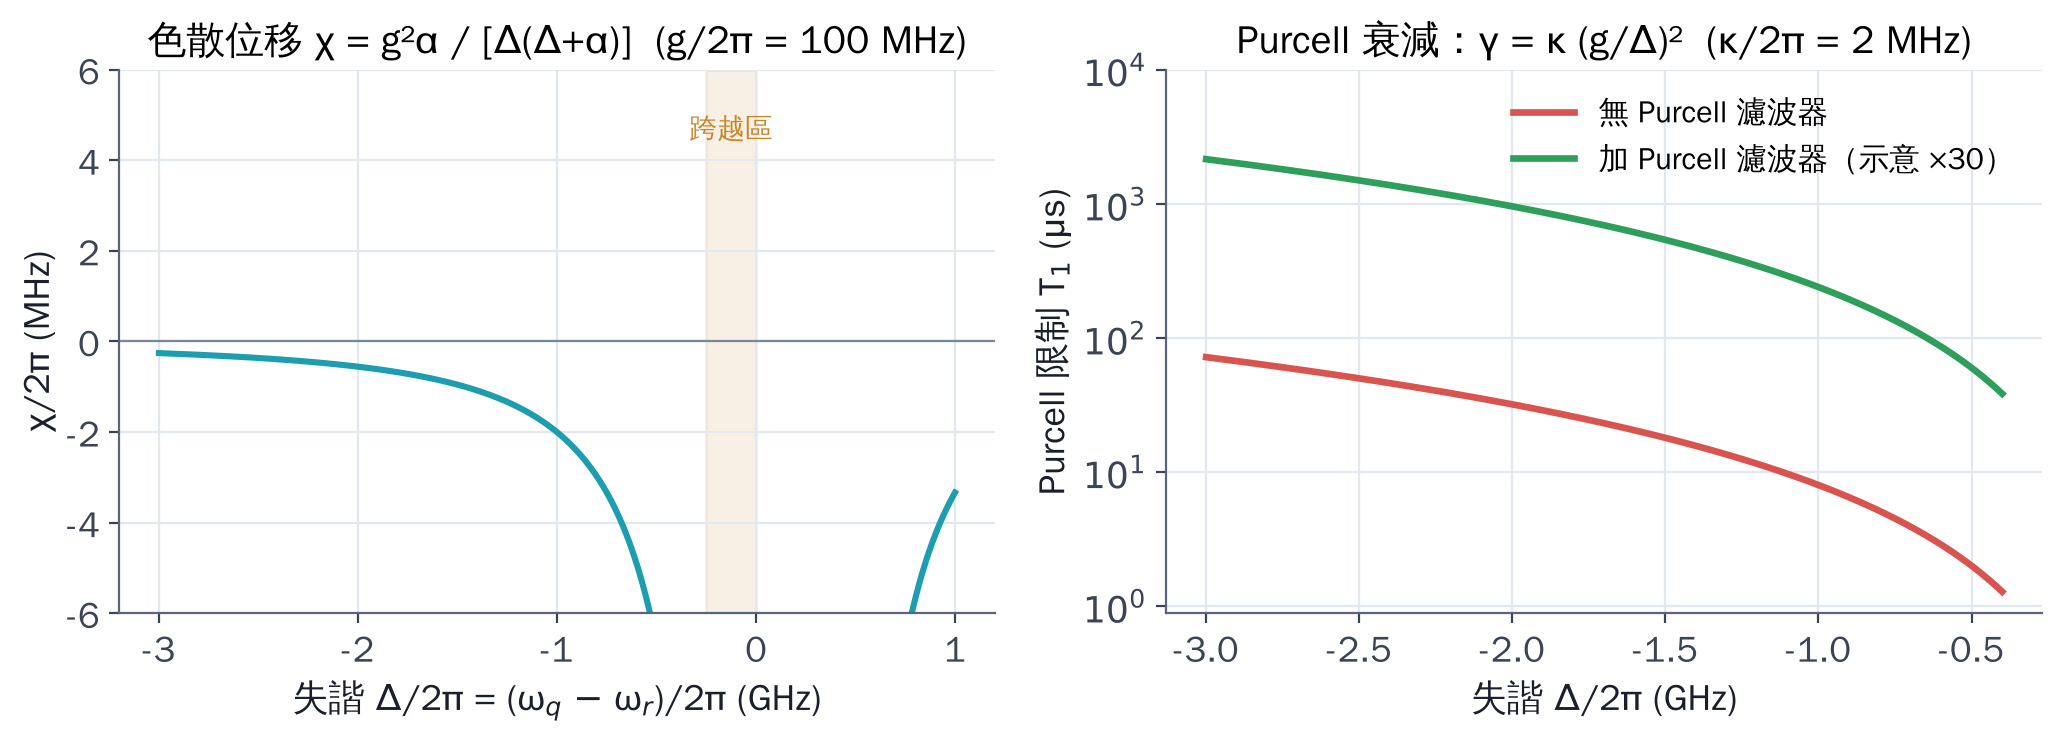 色散位移 χ = g²α / [Δ(Δ+α)] (g/2π = 100 MHz)
6
4
2
0
-2
-4
-6
χ/2π (MHz)
跨越區
-3
-2
-1
0
1
失諧 Δ/2π = (ω_q − ω_r)/2π (GHz)
Purcell 衰減：γ = κ (g/Δ)² (κ/2π = 2 MHz)
10⁴
10³
10²
10¹
10⁰
Purcell 限制 T₁ (μs)
無 Purcell 濾波器
加 Purcell 濾波器（示意 ×30）
-3.0
-2.5
-2.0
-1.5
-1.0
-0.5
失諧 Δ/2π (GHz)